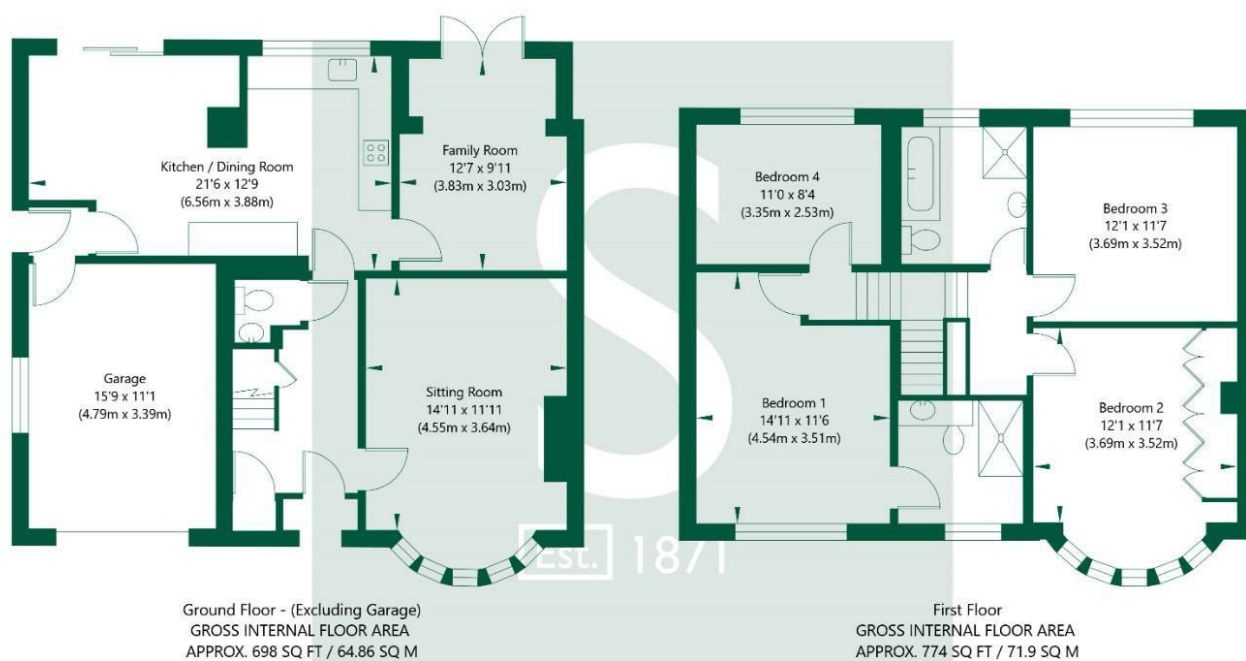 Kitchen / Dining Room
21'6 x 12'9
(6.56m x 3.88m)
Family Room
12'7 x 9'11
(3.83m x 3.03m)
Garage
15'9 x 11'1
(4.79m x 3.39m)
Sitting Room
14'11 x 11'11
(4.55m x 3.64m)
Ground Floor - (Excluding Garage)
GROSS INTERNAL FLOOR AREA
APPROX. 698 SQ FT / 64.86 SQ M
Bedroom 4
11'0 x 8'4
(3.35m x 2.53m)
Bedroom 3
12'1 x 11'7
(3.69m x 3.52m)
Bedroom 1
14'11 x 11'6
(4.54m x 3.51m)
Bedroom 2
12'1 x 11'7
(3.69m x 3.52m)
First Floor
GROSS INTERNAL FLOOR AREA
APPROX. 774 SQ FT / 71.9 SQ M
S
Est. 1871